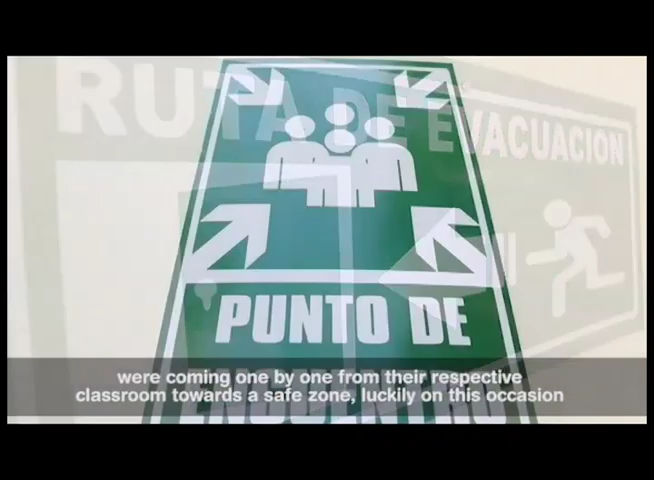 RUTA DE EVACUACION
PUNTO DE
ENCUENTRO
were coming one by one from their respective
classroom towards a safe zone, luckily on this occasion